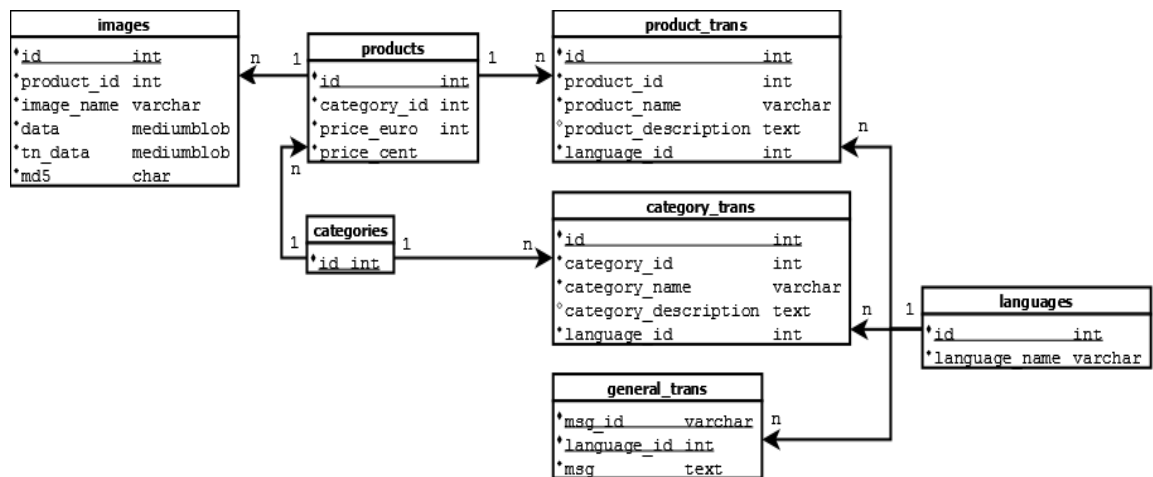 images
id int
product_id int
image_name varchar
data mediumblob
tn_data mediumblob
md5 char
n
1
products
id int
category_id int
price_euro int
price_cent
1
n
product_trans
id int
product_id int
product_name varchar
product_description text
language_id int
n
n
categories
id int
1
1
n
category_trans
id int
category_id int
category_name varchar
category_description text
language_id int
n
1
languages
id int
language_name varchar
general_trans
msg_id varchar
language_id int
msg text
n